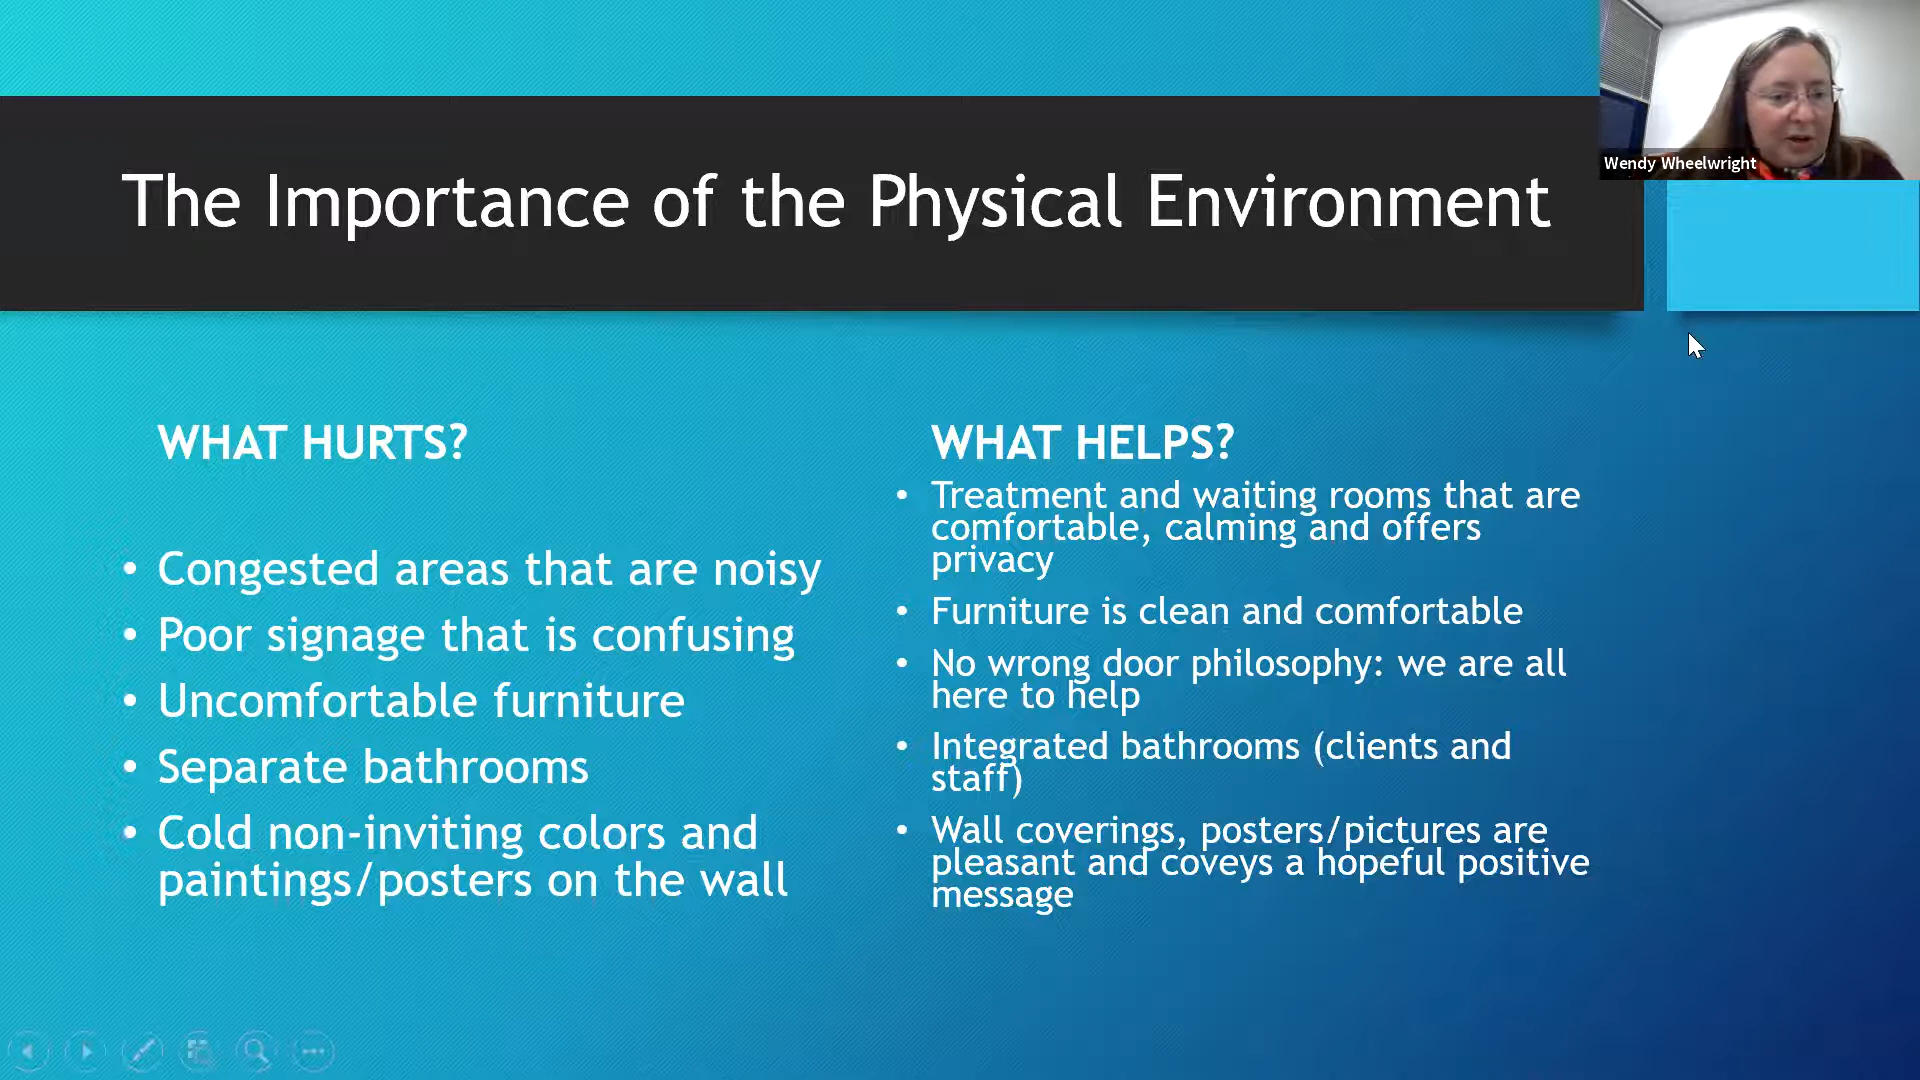 Wendy Wheelwright
The Importance of the Physical Environment
WHAT HURTS?
• Congested areas that are noisy
• Poor signage that is confusing
• Uncomfortable furniture
• Separate bathrooms
• Cold non-inviting colors and
paintings/posters on the wall
WHAT HELPS?
• Treatment and waiting rooms that are
comfortable, calming and offers
privacy
• Furniture is clean and comfortable
• No wrong door philosophy: we are all
here to help
• Integrated bathrooms (clients and
staff)
• Wall coverings, posters/pictures are
pleasant and coveys a hopeful positive
message